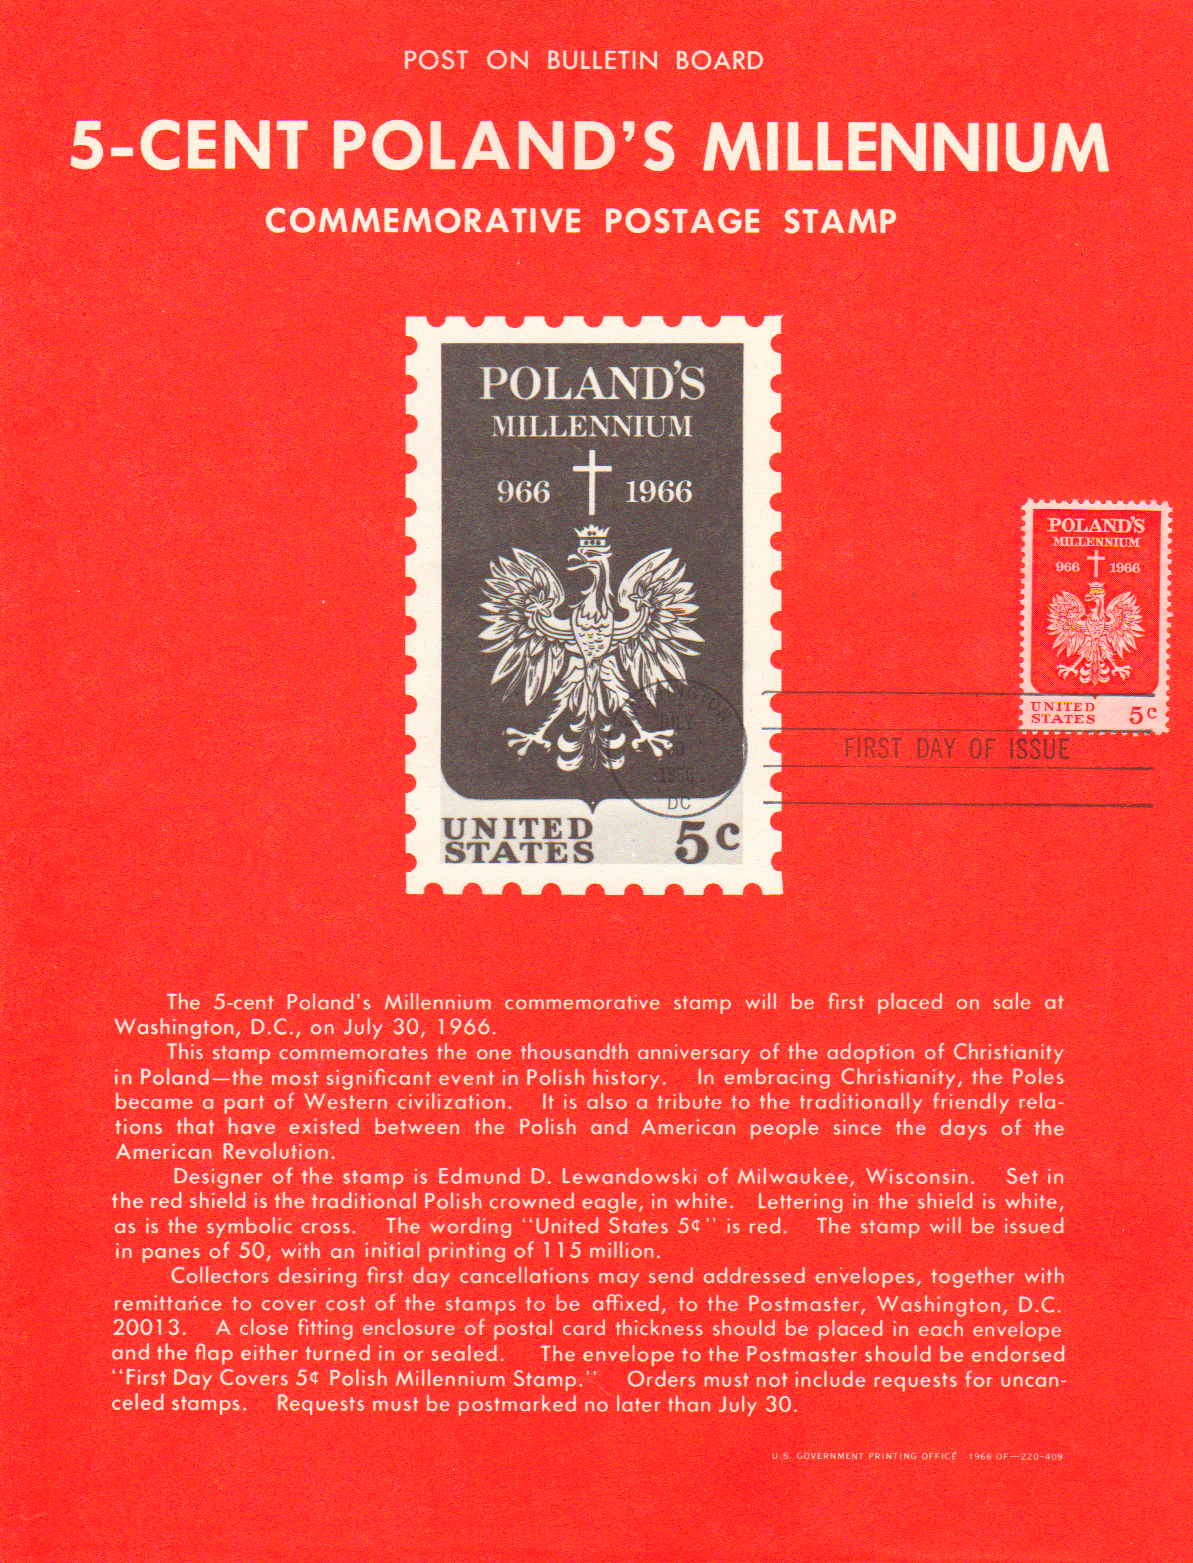 POST ON BULLETIN BOARD
5-CENT POLAND'S MILLENNIUM
COMMEMORATIVE POSTAGE STAMP
POLAND'S
MILLENNIUM
966 1966
UNITED
STATES
5c
JULY
30
1966
DC
POLAND'S
MILLENNIUM
966 1966
UNITED
STATES
5c
FIRST DAY OF ISSUE
The 5-cent Poland's Millennium commemorative stamp will be first placed on sale at
Washington, D.C., on July 30, 1966.
This stamp commemorates the one thousandth anniversary of the adoption of Christianity
in Poland—the most significant event in Polish history. In embracing Christianity, the Poles
became a part of Western civilization. It is also a tribute to the traditionally friendly rela-
tions that have existed between the Polish and American people since the days of the
American Revolution.
Designer of the stamp is Edmund D. Lewandowski of Milwaukee, Wisconsin. Set in
the red shield is the traditional Polish crowned eagle, in white. Lettering in the shield is white,
as is the symbolic cross. The wording "United States 5¢" is red. The stamp will be issued
in panes of 50, with an initial printing of 115 million.
Collectors desiring first day cancellations may send addressed envelopes, together with
remittance to cover cost of the stamps to be affixed, to the Postmaster, Washington, D.C.
20013. A close fitting enclosure of postal card thickness should be placed in each envelope
and the flap either turned in or sealed. The envelope to the Postmaster should be endorsed
"First Day Covers 5¢ Polish Millennium Stamp." Orders must not include requests for uncan-
celed stamps. Requests must be postmarked no later than July 30.
U.S. GOVERNMENT PRINTING OFFICE 1966 OF—220-409